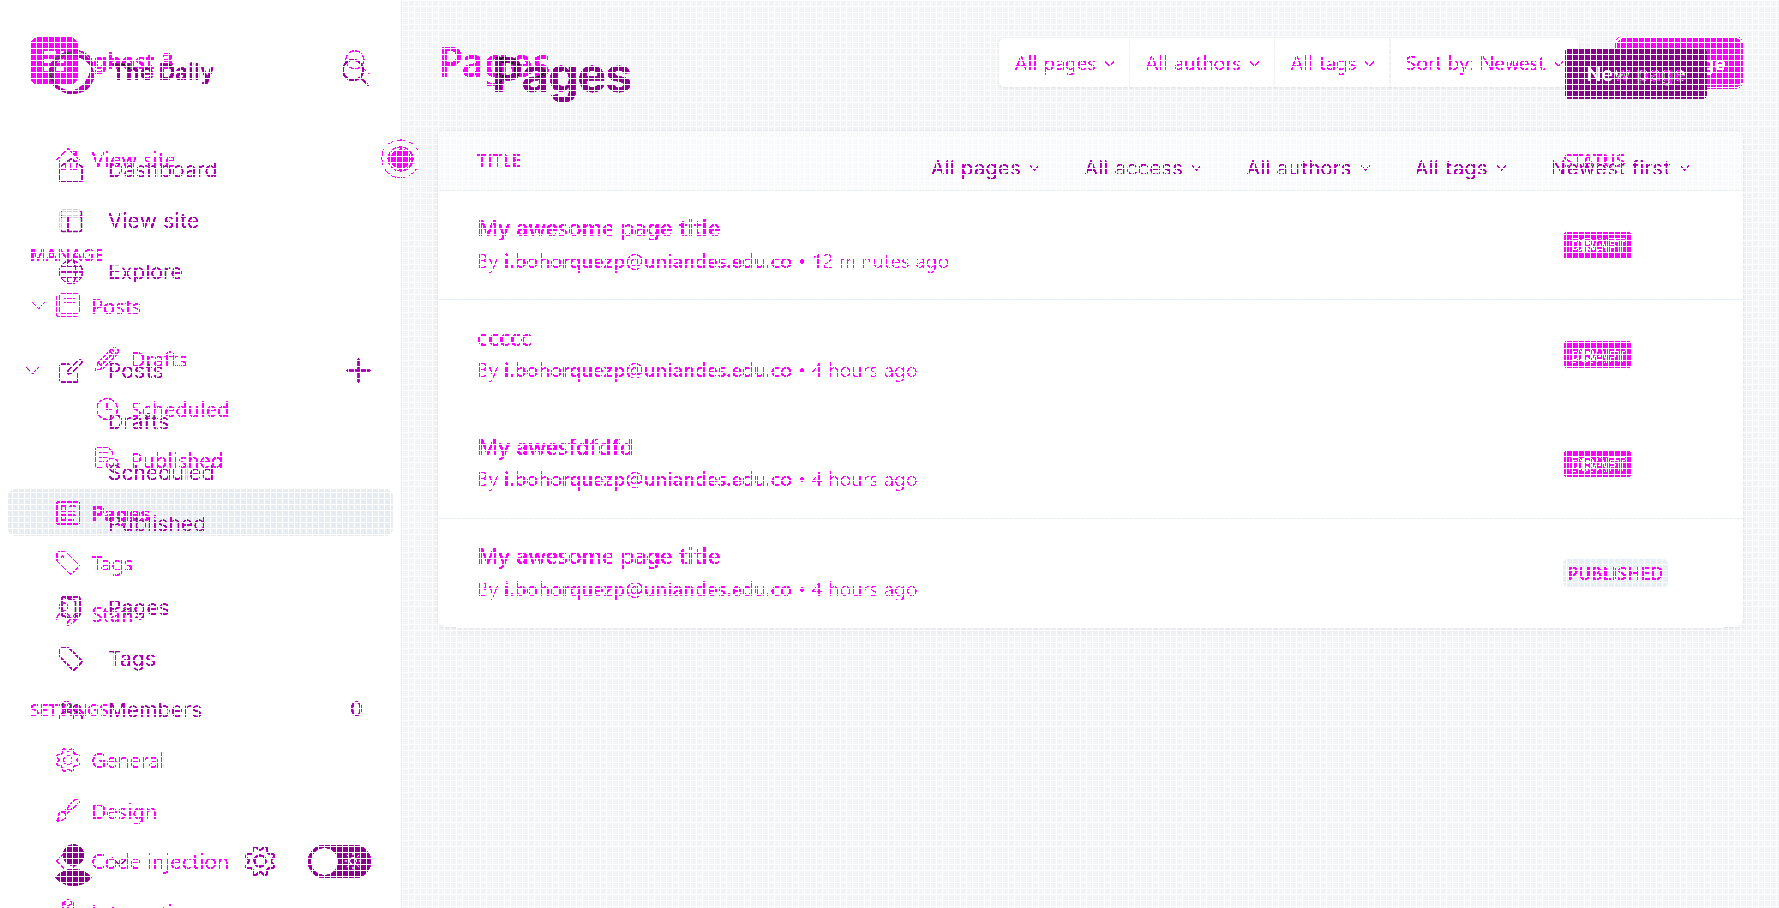 ghost 3
The Daily
View site
Dashboard
View site
MANAGE
Explore
Posts
Drafts
Posts
Scheduled
Drafts
Published
Scheduled
Pages
Published
Tags
Pages
Staff
Tags
SETTINGS
Members 0
General
Design
Code injection
Pages
Pages
All pages
All authors
All tags
Sort by: Newest
New page
TITLE
STATUS
All pages
All access
All authors
All tags
Newest first
My awesome page title
By i.bohorquezp@uniandes.edu.co • 12 minutes ago
DRAFT
ccccc
By i.bohorquezp@uniandes.edu.co • 4 hours ago
DRAFT
My awesfdfdfd
By i.bohorquezp@uniandes.edu.co • 4 hours ago
DRAFT
My awesome page title
By i.bohorquezp@uniandes.edu.co • 4 hours ago
PUBLISHED